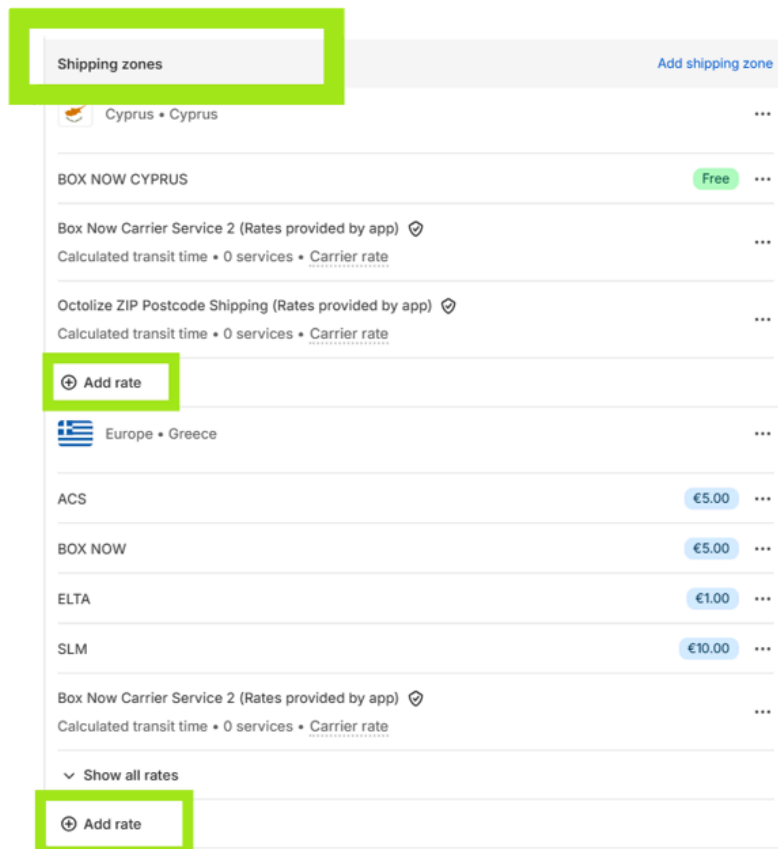 Shipping zones
Add shipping zone
Cyprus • Cyprus
BOX NOW CYPRUS
Free
Box Now Carrier Service 2 (Rates provided by app)
Calculated transit time • 0 services • Carrier rate
Octolize ZIP Postcode Shipping (Rates provided by app)
Calculated transit time • 0 services • Carrier rate
Add rate
Europe • Greece
ACS
€5.00
BOX NOW
€5.00
ELTA
€1.00
SLM
€10.00
Box Now Carrier Service 2 (Rates provided by app)
Calculated transit time • 0 services • Carrier rate
Show all rates
Add rate